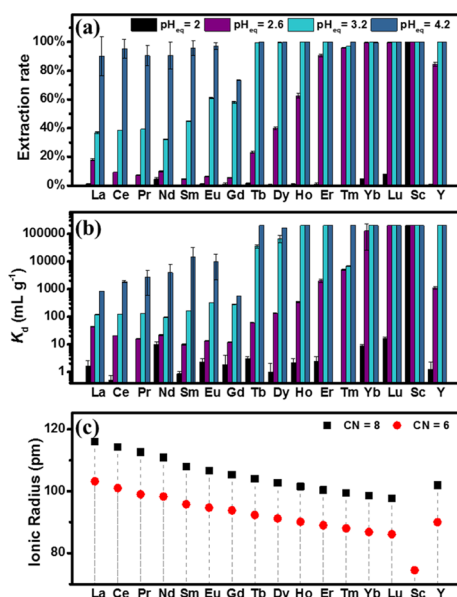 pHeq = 2 pHeq = 2.6 pHeq = 3.2 pHeq = 4.2
(a)
Extraction rate
100%
80%
60%
40%
20%
0%
La Ce Pr Nd Sm Eu Gd Tb Dy Ho Er Tm Yb Lu Sc Y
(b)
Kd (mL g-1)
100000
10000
1000
100
10
1
La Ce Pr Nd Sm Eu Gd Tb Dy Ho Er Tm Yb Lu Sc Y
(c)
CN = 8 CN = 6
Ionic Radius (pm)
120
100
80
La Ce Pr Nd Sm Eu Gd Tb Dy Ho Er Tm Yb Lu Sc Y